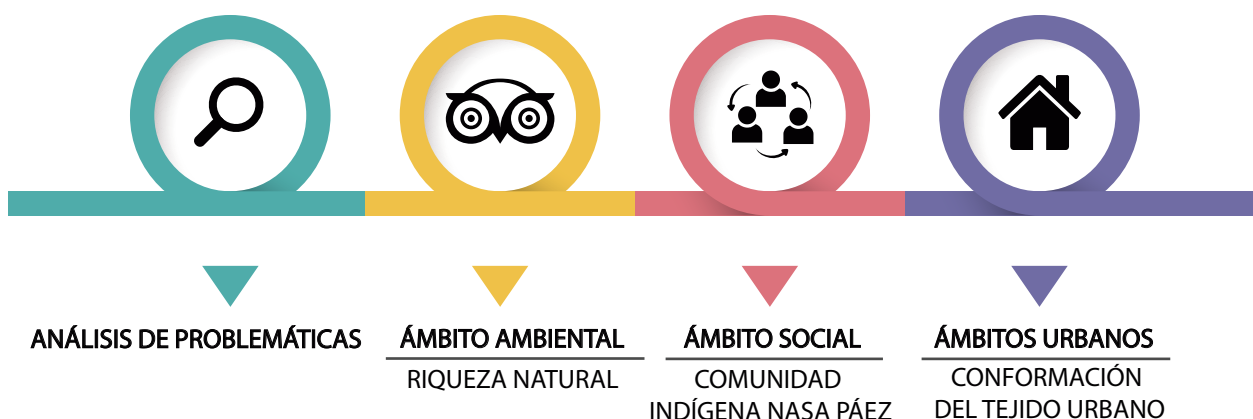 ANÁLISIS DE PROBLEMÁTICAS
ÁMBITO AMBIENTAL
RIQUEZA NATURAL
ÁMBITO SOCIAL
COMUNIDAD
INDÍGENA NASA PÁEZ
ÁMBITOS URBANOS
CONFORMACIÓN
DEL TEJIDO URBANO